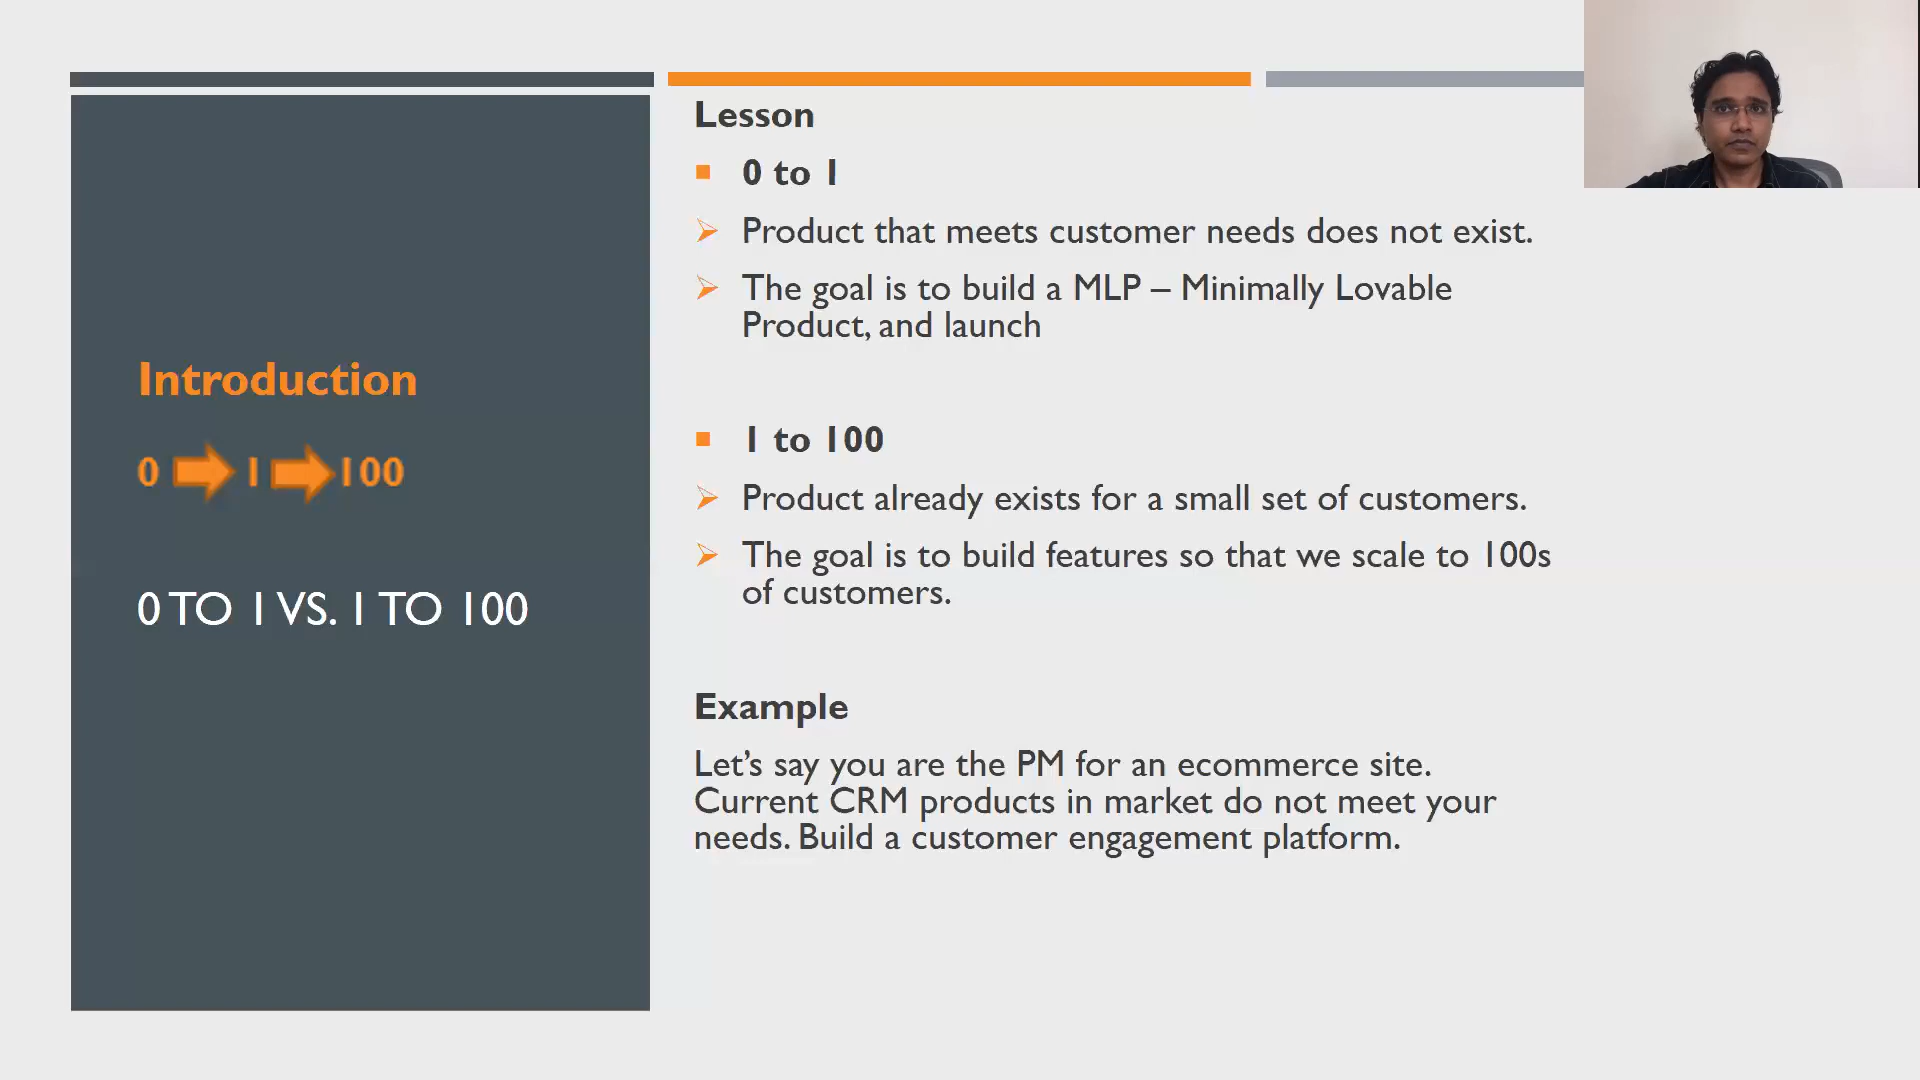 Introduction
0 1 100
0 TO 1 VS. 1 TO 100
Lesson
0 to 1
Product that meets customer needs does not exist.
The goal is to build a MLP – Minimally Lovable
Product, and launch
1 to 100
Product already exists for a small set of customers.
The goal is to build features so that we scale to 100s
of customers.
Example
Let’s say you are the PM for an ecommerce site.
Current CRM products in market do not meet your
needs. Build a customer engagement platform.